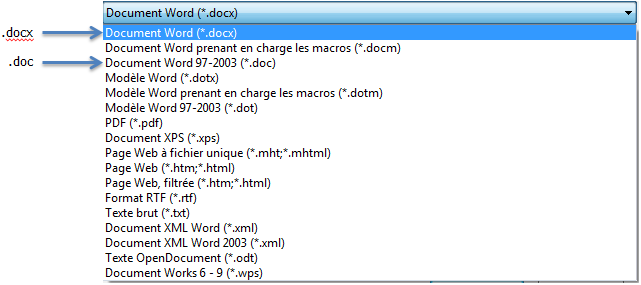 Document Word (*.docx)
.docx Document Word (*.docx)
Document Word prenant en charge les macros (*.docm)
.doc Document Word 97-2003 (*.doc)
Modèle Word (*.dotx)
Modèle Word prenant en charge les macros (*.dotm)
Modèle Word 97-2003 (*.dot)
PDF (*.pdf)
Document XPS (*.xps)
Page Web à fichier unique (*.mht;*.mhtml)
Page Web (*.htm;*.html)
Page Web, filtrée (*.htm;*.html)
Format RTF (*.rtf)
Texte brut (*.txt)
Document XML Word (*.xml)
Document XML Word 2003 (*.xml)
Texte OpenDocument (*.odt)
Document Works 6 - 9 (*.wps)